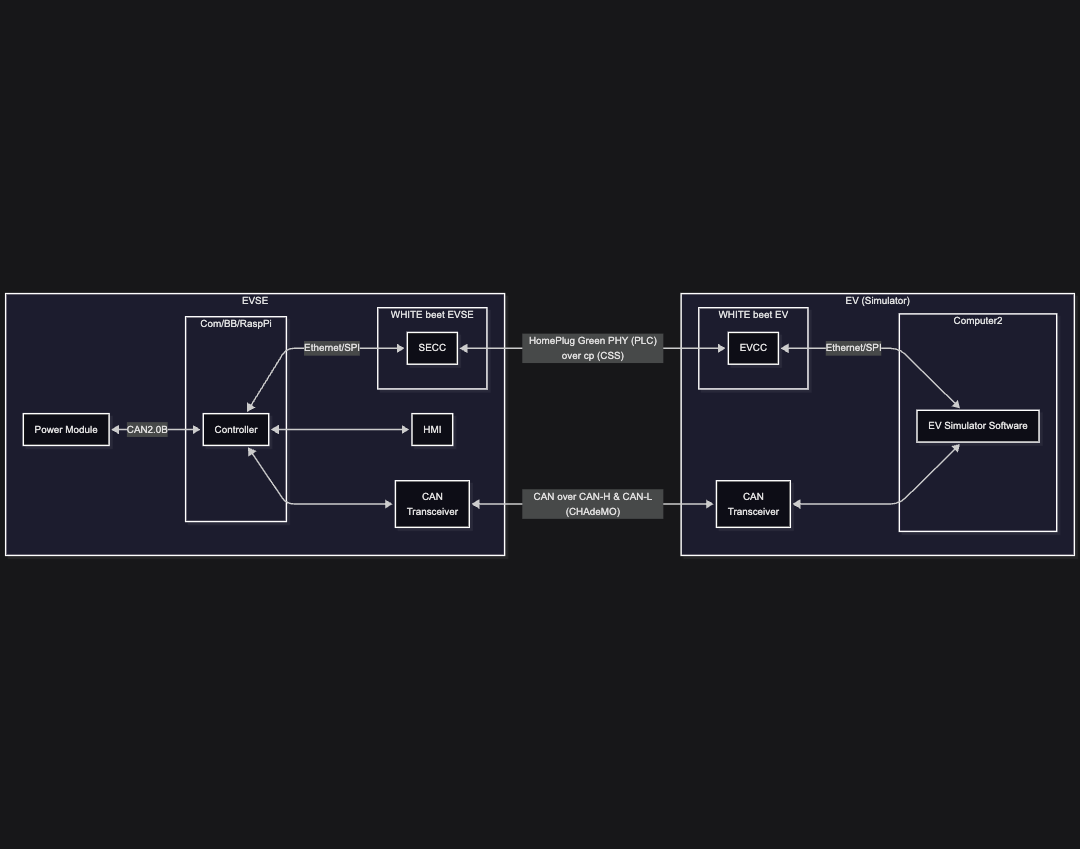 EVSE
Com/BB/RaspPi
WHITE beet EVSE
Ethernet/SPI
SECC
HomePlug Green PHY (PLC)
over cp (CSS)
Power Module
CAN2.0B
Controller
HMI
CAN
Transceiver
CAN over CAN-H & CAN-L
(CHAdeMO)
EV (Simulator)
WHITE beet EV
Computer2
EVCC
Ethernet/SPI
EV Simulator Software
CAN
Transceiver